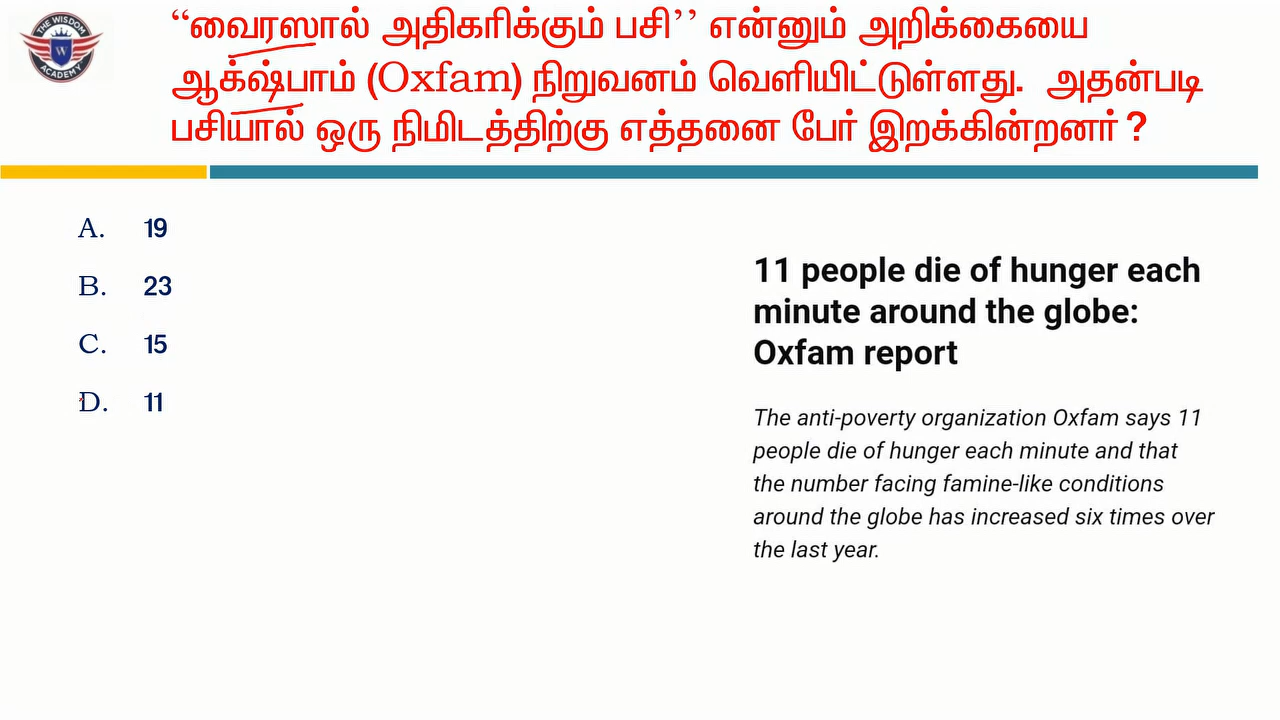 THE WISDOM
W
ACADEMY
“வைரஸால் அதிகரிக்கும் பசி’’ என்னும் அறிக்கையை
ஆக்ஷ்பாம் (Oxfam) நிறுவனம் வெளியிட்டுள்ளது. அதன்படி
பசியால் ஒரு நிமிடத்திற்கு எத்தனை பேர் இறக்கின்றனர் ?
A. 19
B. 23
C. 15
D. 11
11 people die of hunger each
minute around the globe:
Oxfam report
The anti-poverty organization Oxfam says 11
people die of hunger each minute and that
the number facing famine-like conditions
around the globe has increased six times over
the last year.